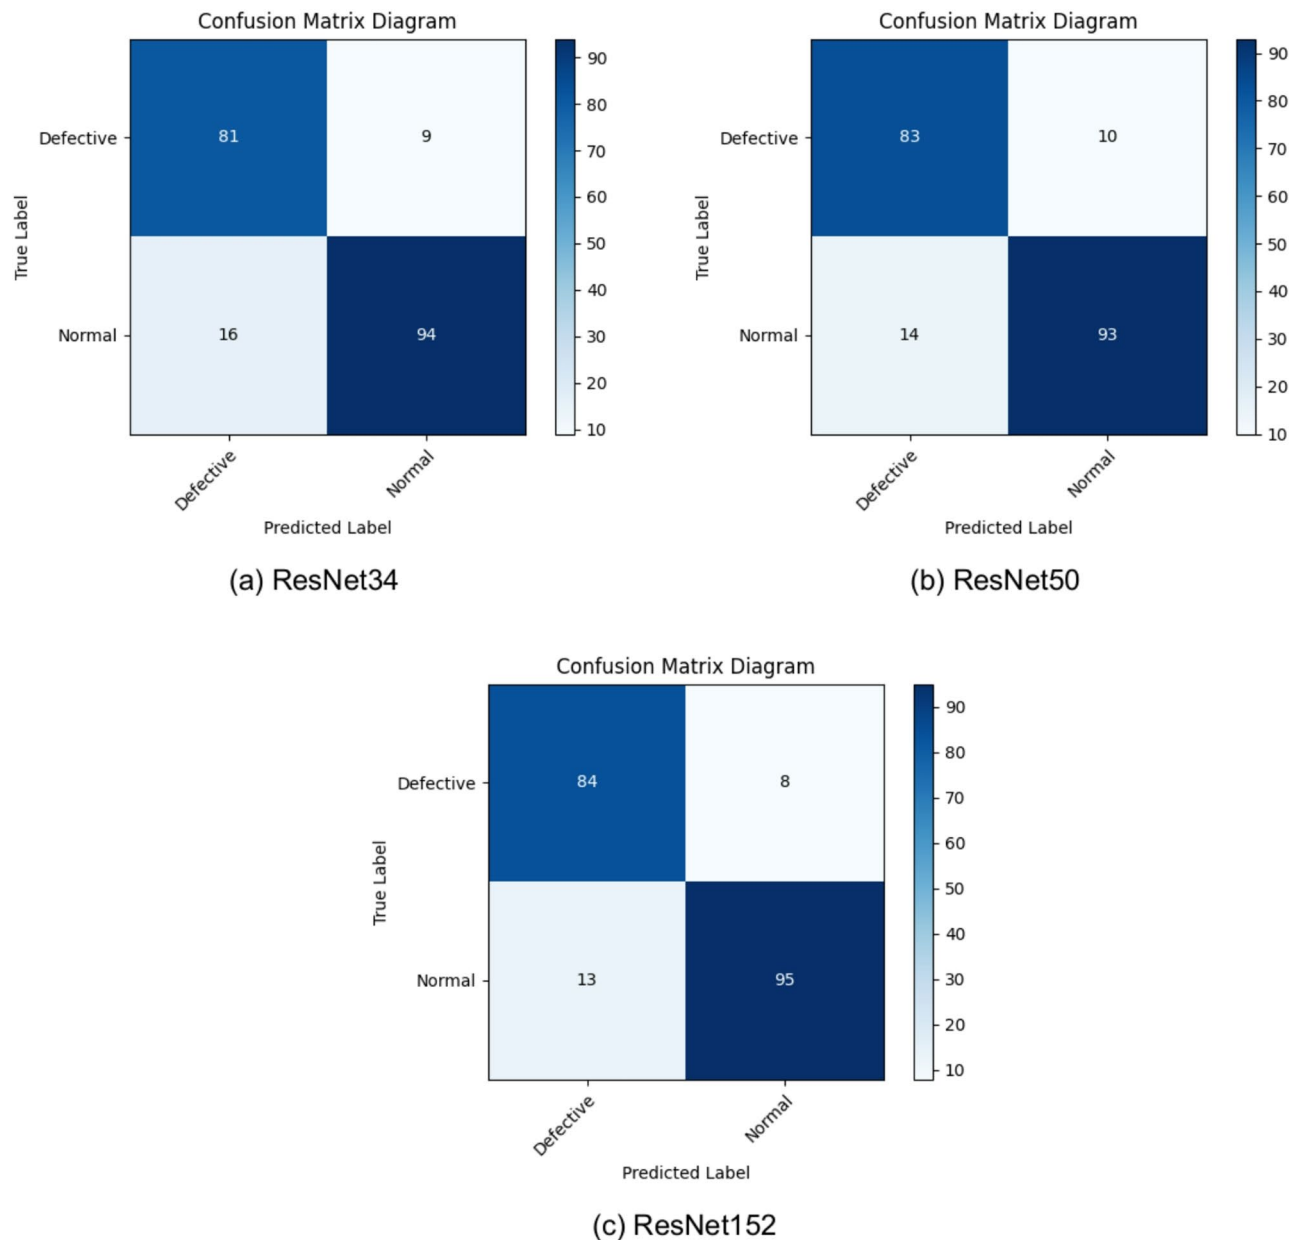 Confusion Matrix Diagram
True Label
Defective
Normal
81
9
16
94
Defective
Normal
Predicted Label
90
80
70
60
50
40
30
20
10
(a) ResNet34
Confusion Matrix Diagram
True Label
Defective
Normal
83
10
14
93
Defective
Normal
Predicted Label
90
80
70
60
50
40
30
20
10
(b) ResNet50
Confusion Matrix Diagram
True Label
Defective
Normal
84
8
13
95
Defective
Normal
Predicted Label
90
80
70
60
50
40
30
20
10
(c) ResNet152